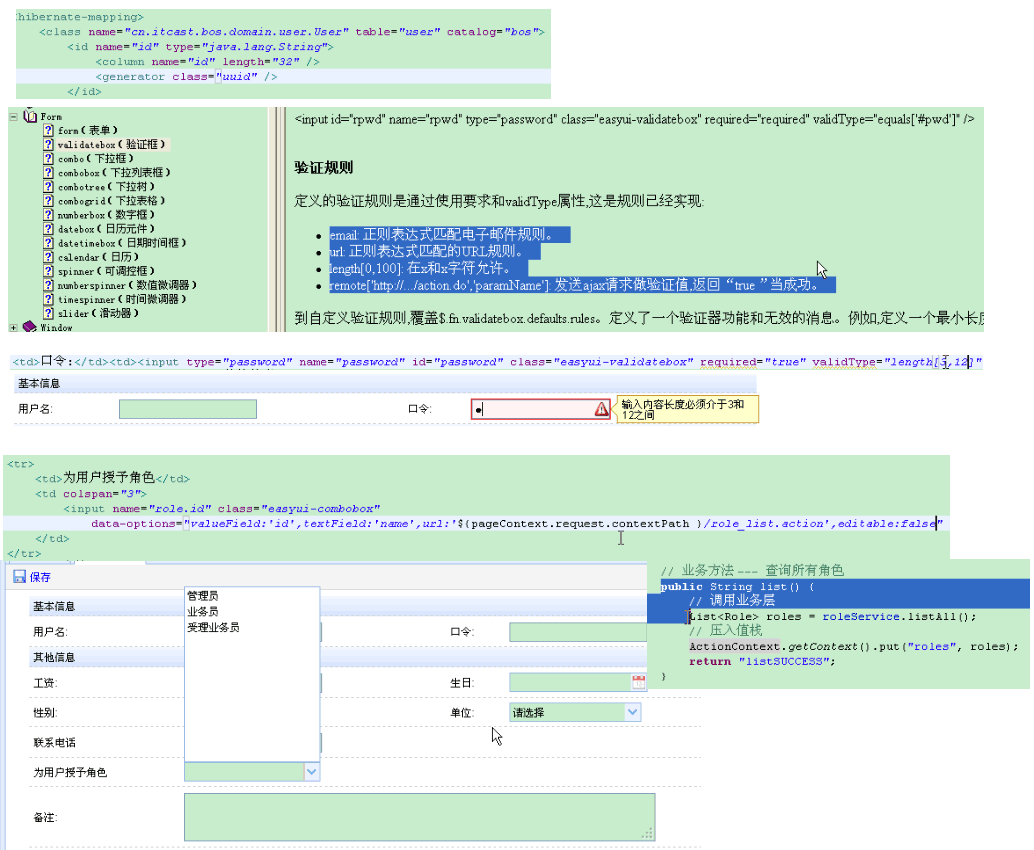 hibernate-mapping>
<class name="cn.itcast.bos.domain.user.User" table="user" catalog="bos">
<id name="id" type="java.lang.String">
<column name="id" length="32" />
<generator class="uuid" />
</id>
Form
form(表单)
validatebox(验证框)
combo(下拉框)
combobox(下拉列表框)
combotree(下拉树)
combogrid(下拉表格)
numberbox(数字框)
datebox(日历元件)
datetimebox(日期时间框)
calendar(日历)
spinner(可调控框)
numberspinner(数值微调器)
timespinner(时间微调器)
slider(滑动器)
Window
<input id="rpwd" name="rpwd" type="password" class="easyui-validatebox" required="required" validType="equals['#pwd']" />
验证规则
定义的验证规则是通过使用要求和validType属性,这是规则已经实现:
email: 正则表达式匹配电子邮件规则。
url: 正则表达式匹配的URL规则。
length[0,100]: 在x和x字符允许。
remote['http://.../action.do','paramName']: 发送ajax请求做验证值,返回“true”当成功。
到自定义验证规则,覆盖$.fn.validatebox.defaults.rules。定义了一个验证器功能和无效的消息。例如,定义一个最小长度
<td>口令:</td><td><input type="password" name="password" id="password" class="easyui-validatebox" required="true" validType="length[3,12]"
基本信息
用户名:
口令:
输入内容长度必须介于3和
12之间
<tr>
<td>为用户授予角色</td>
<td colspan="3">
<input name="role.id" class="easyui-combobox"
data-options="valueField:'id',textField:'name',url:'${pageContext.request.contextPath }/role_list.action',editable:false"
</td>
</tr>
保存
基本信息
用户名:
口令:
其他信息
工资:
生日:
性别:
单位:
请选择
联系电话
为用户授予角色
备注:
管理员
业务员
受理业务员
// 业务方法 --- 查询所有角色
public String list() {
// 调用业务层
List<Role> roles = roleService.listAll();
// 压入值栈
ActionContext.getContext().put("roles", roles);
return "listSUCCESS";
}